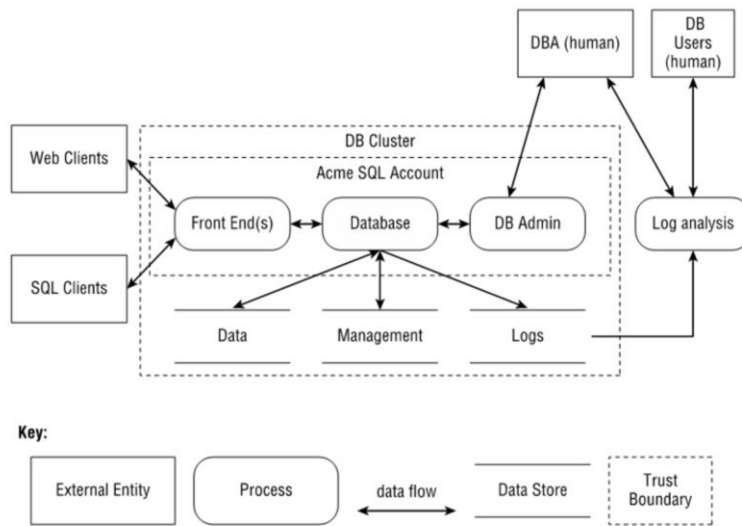 DBA (human)
DB
Users
(human)
DB Cluster
Web Clients
Acme SQL Account
Front End(s)
Database
DB Admin
Log analysis
SQL Clients
Data
Management
Logs
Key:
External Entity
Process
data flow
Data Store
Trust
Boundary